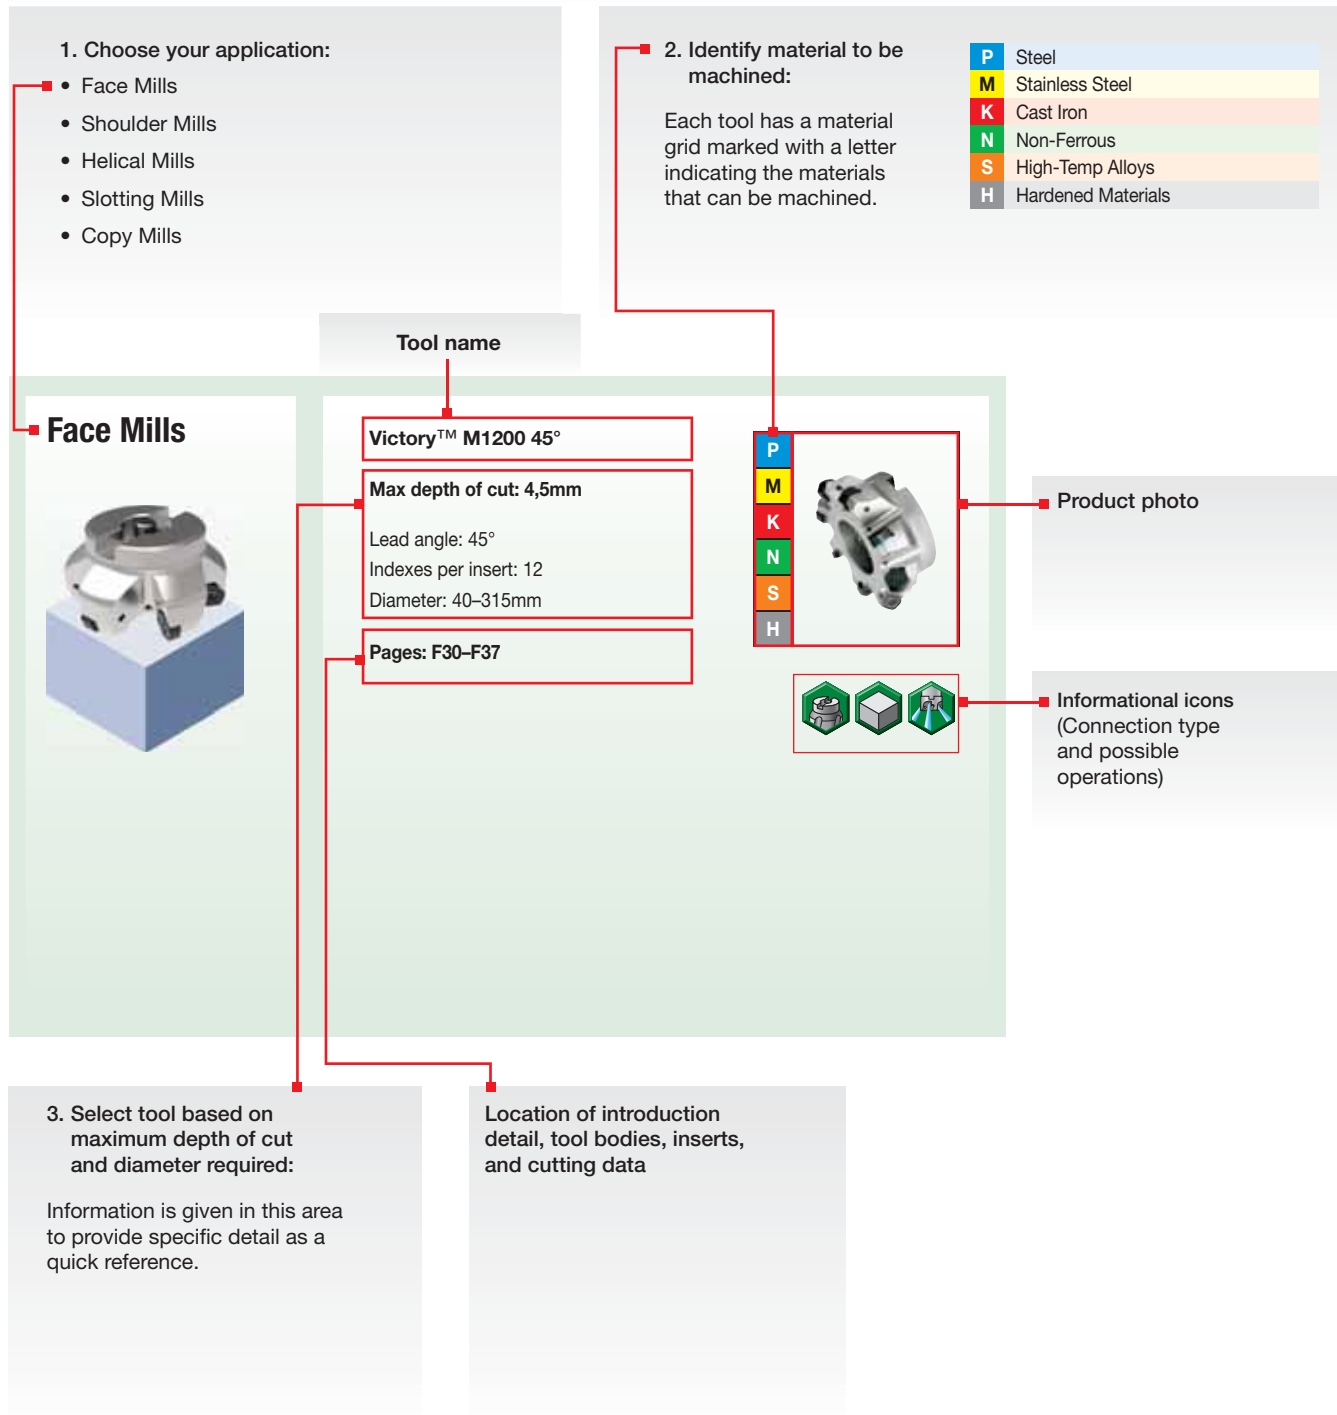 1. Choose your application:
• Face Mills
• Shoulder Mills
• Helical Mills
• Slotting Mills
• Copy Mills
2. Identify material to be
machined:
Each tool has a material
grid marked with a letter
indicating the materials
that can be machined.
P Steel
M Stainless Steel
K Cast Iron
N Non-Ferrous
S High-Temp Alloys
H Hardened Materials
Tool name
Face Mills
Victory™ M1200 45°
Max depth of cut: 4,5mm
Lead angle: 45°
Indexes per insert: 12
Diameter: 40–315mm
Pages: F30–F37
P
M
K
N
S
H
Product photo
Informational icons
(Connection type
and possible
operations)
3. Select tool based on
maximum depth of cut
and diameter required:
Information is given in this area
to provide specific detail as a
quick reference.
Location of introduction
detail, tool bodies, inserts,
and cutting data